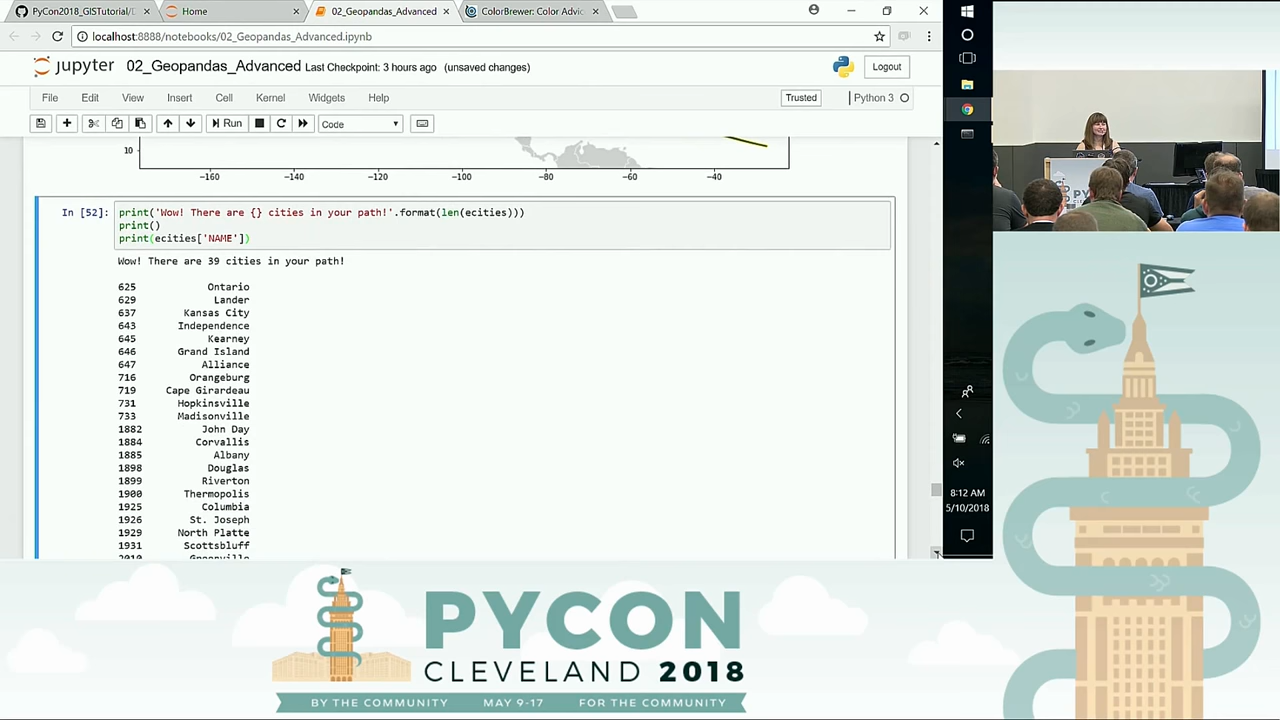 PyCon2018_GISTutorial/D
Home
02_Geopandas_Advanced
ColorBrewer: Color Advic
localhost:8888/notebooks/02_Geopandas_Advanced.ipynb
jupyter 02_Geopandas_Advanced Last Checkpoint: 3 hours ago (unsaved changes)
Logout
File Edit View Insert Cell Kernel Widgets Help
Trusted
Python 3
Run
Code
10
−160 −140 −120 −100 −80 −60 −40
In [52]: print('Wow! There are {} cities in your path!'.format(len(ecities)))
print()
print(ecities['NAME'])
Wow! There are 39 cities in your path!
625 Ontario
629 Lander
637 Kansas City
643 Independence
645 Kearney
646 Grand Island
647 Alliance
716 Orangeburg
719 Cape Girardeau
731 Hopkinsville
733 Madisonville
1882 John Day
1884 Corvallis
1885 Albany
1898 Douglas
1899 Riverton
1900 Thermopolis
1925 Columbia
1926 St. Joseph
1929 North Platte
1931 Scottsbluff
2010 Greenville
8:12 AM
5/10/2018
PYCON
CLEVELAND 2018
BY THE COMMUNITY MAY 9-17 FOR THE COMMUNITY